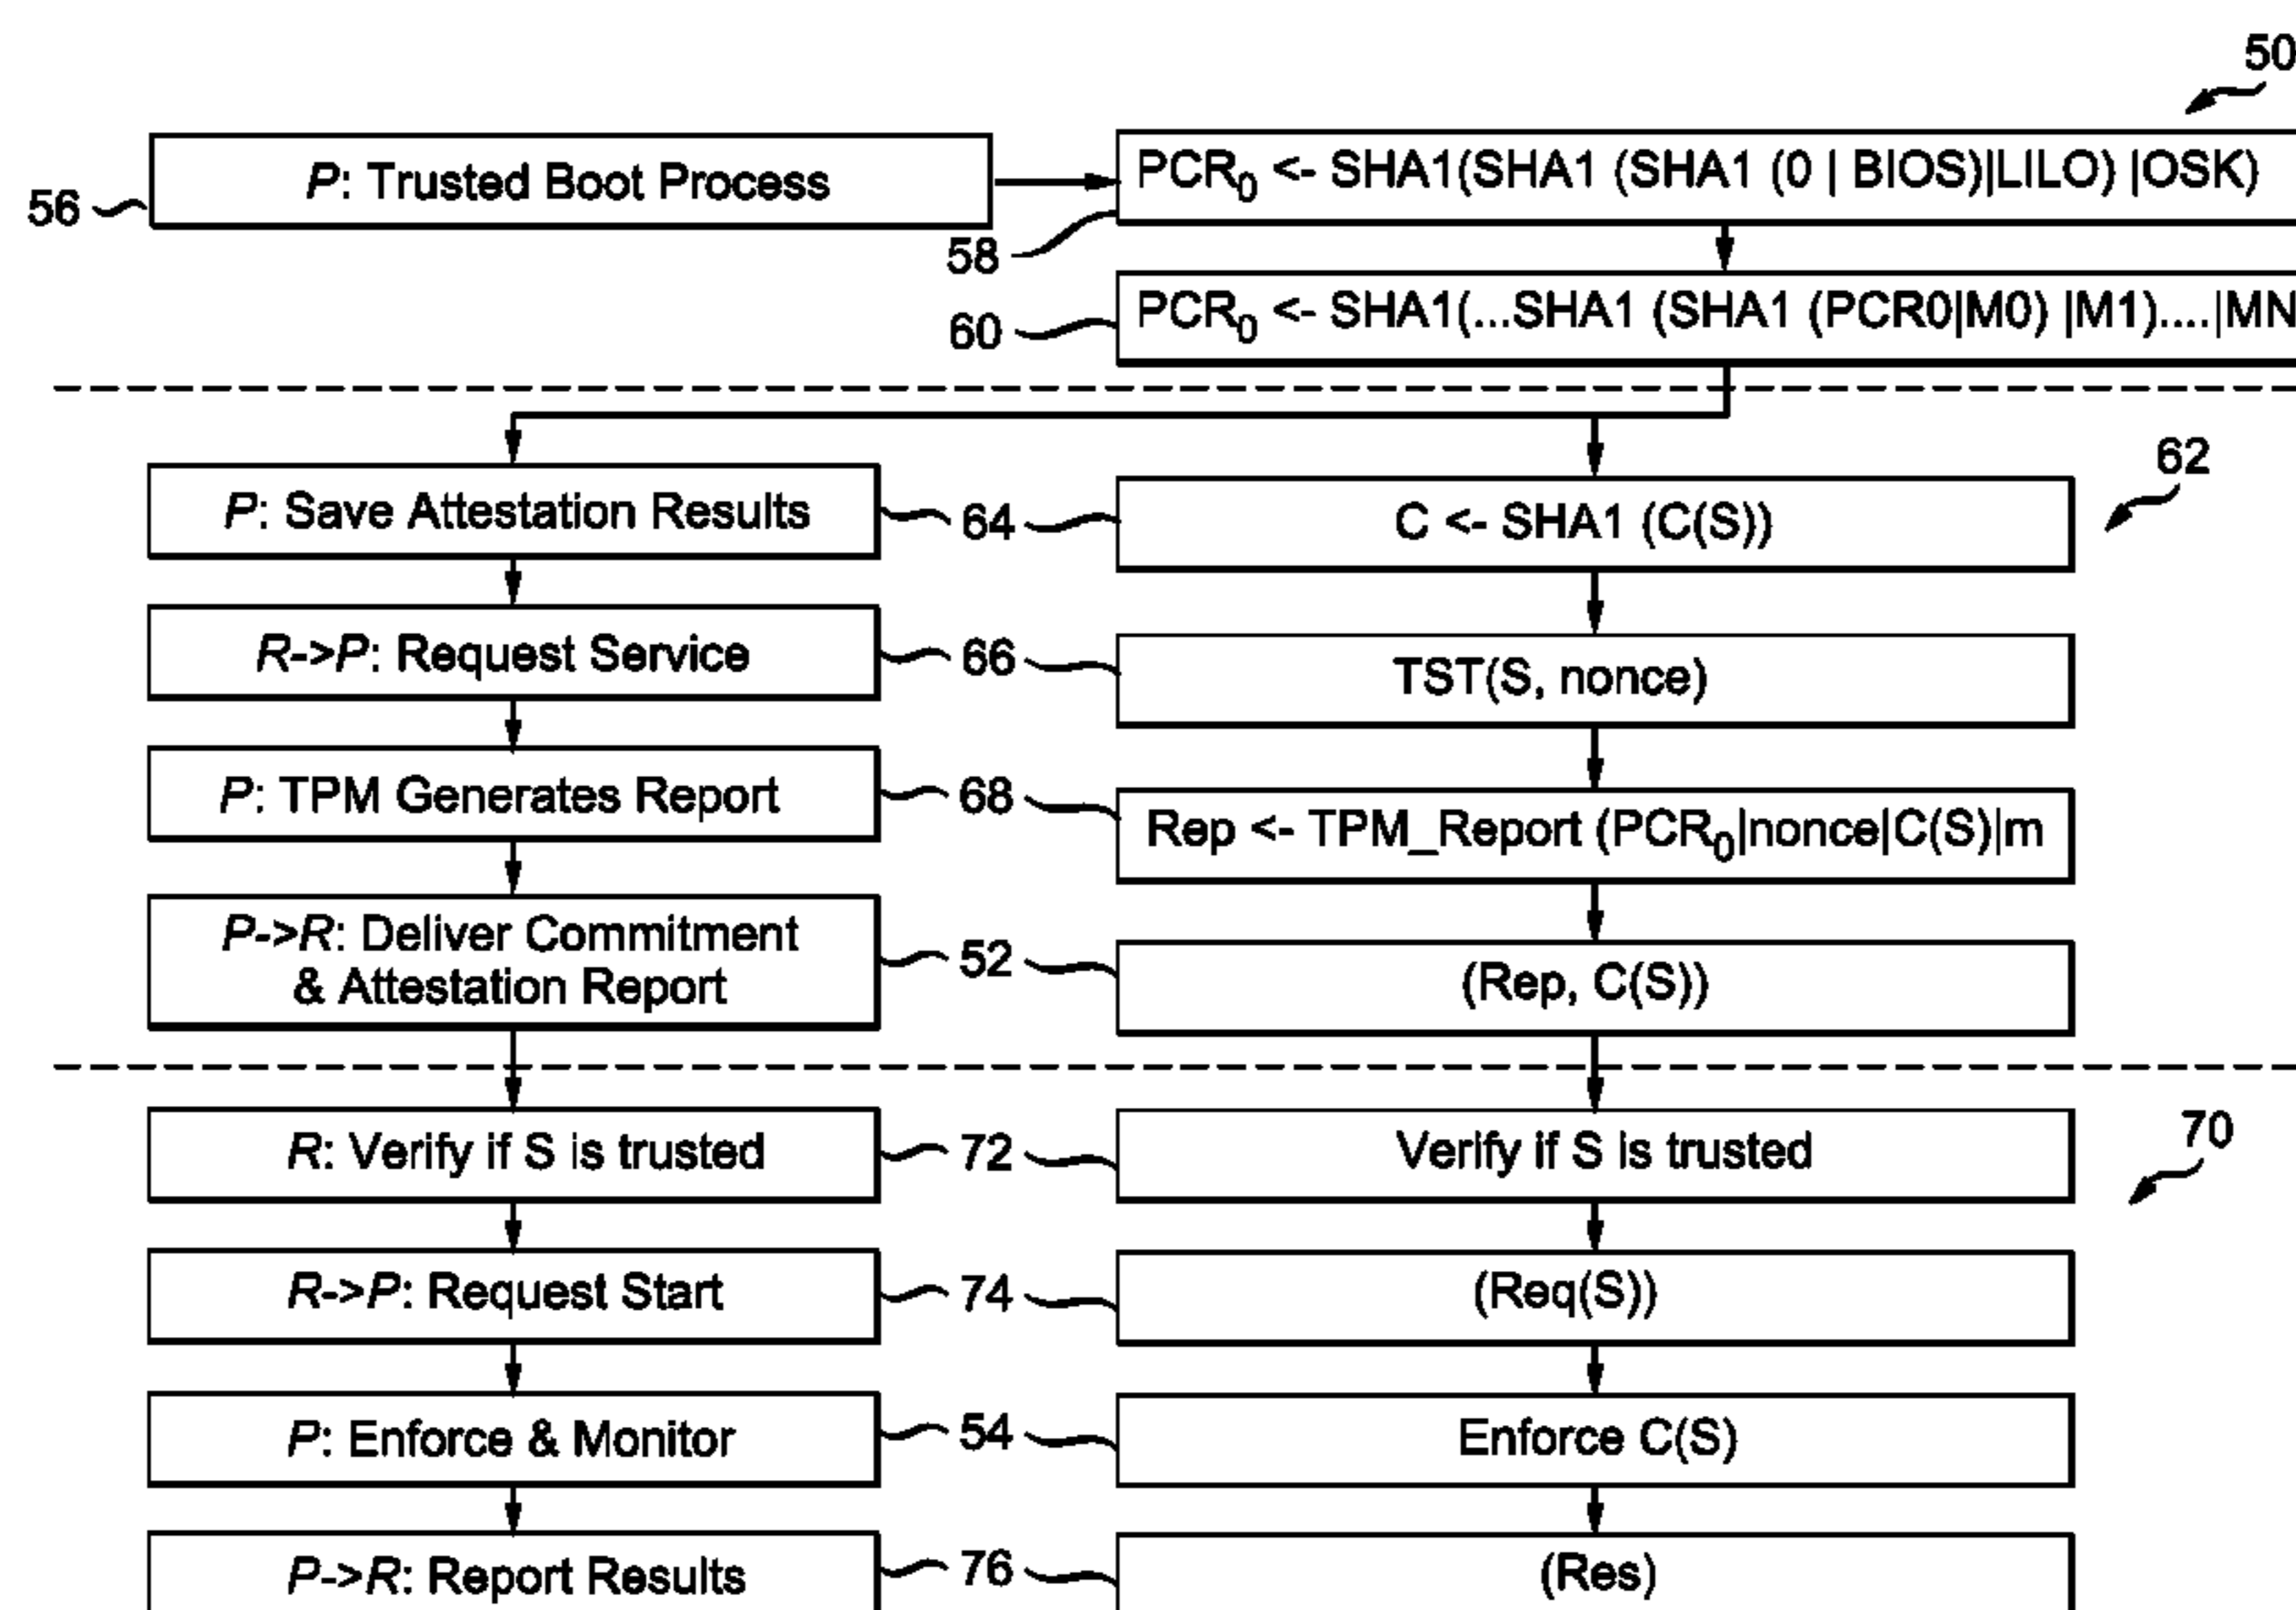 50
P: Trusted Boot Process
PCR0 <- SHA1(SHA1 (SHA1 (0 | BIOS)|LILO) |OSK)
56
58
PCR0 <- SHA1(...SHA1 (SHA1 (PCR0|M0) |M1)....|MN
60
62
P: Save Attestation Results
64
C <- SHA1 (C(S))
R->P: Request Service
66
TST(S, nonce)
P: TPM Generates Report
68
Rep <- TPM_Report (PCR0|nonce|C(S)|m
P->R: Deliver Commitment
& Attestation Report
52
(Rep, C(S))
70
R: Verify if S is trusted
72
Verify if S is trusted
R->P: Request Start
74
(Req(S))
P: Enforce & Monitor
54
Enforce C(S)
P->R: Report Results
76
(Res)